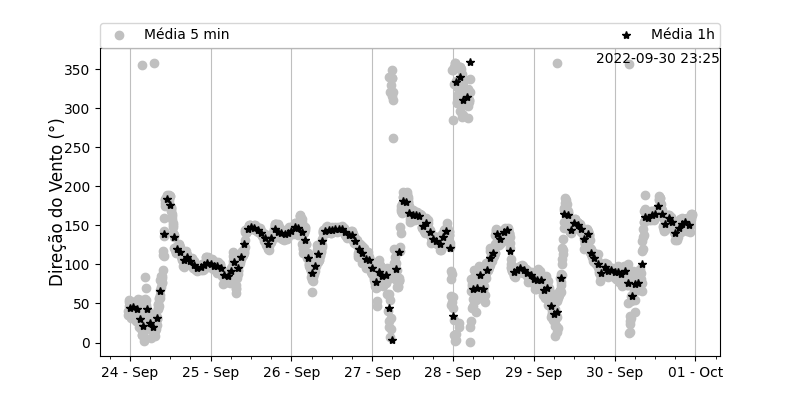 Média 5 min
Média 1h
2022-09-30 23:25
Direção do Vento (°)
350
300
250
200
150
100
50
0
24 - Sep
25 - Sep
26 - Sep
27 - Sep
28 - Sep
29 - Sep
30 - Sep
01 - Oct